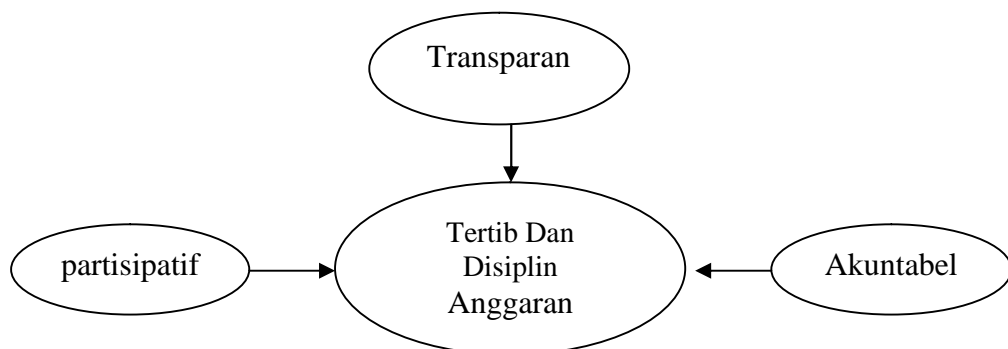 Transparan
Tertib Dan
Disiplin
Anggaran
partisipatif
Akuntabel